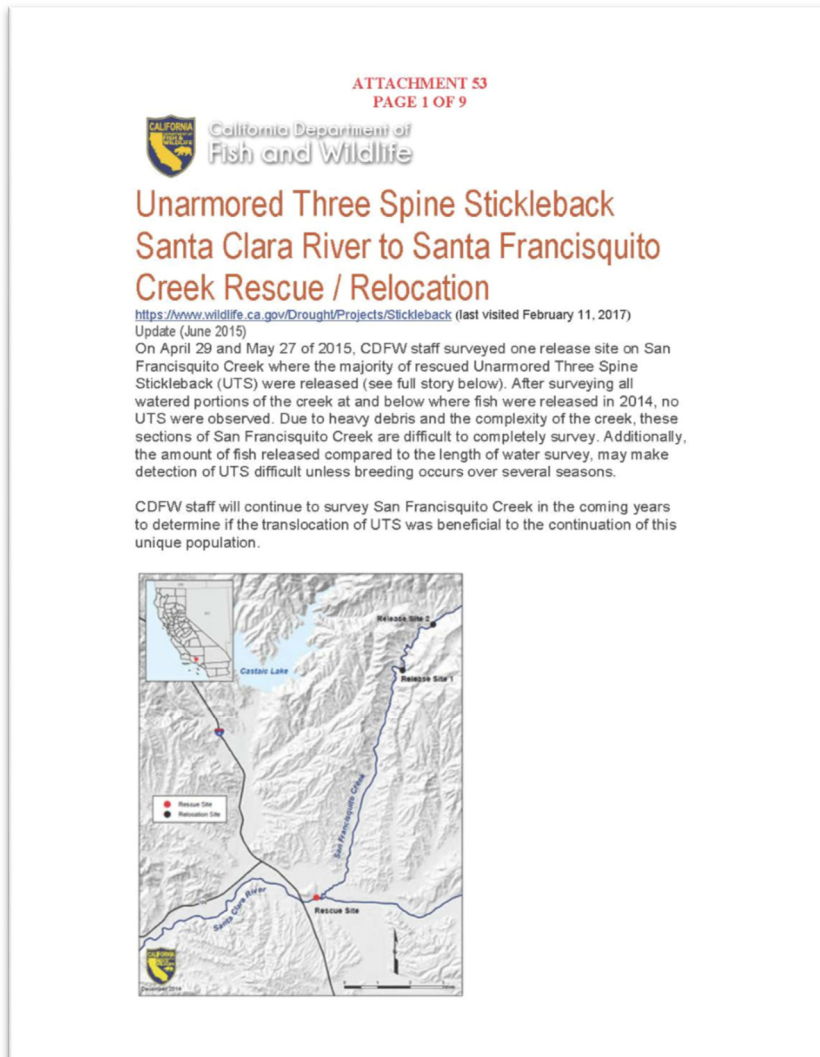 ATTACHMENT 53
PAGE 1 OF 9
CALIFORNIA
FISH &
WILDLIFE
California Department of
Fish and Wildlife
Unarmored Three Spine Stickleback
Santa Clara River to Santa Francisquito
Creek Rescue / Relocation
https://www.wildlife.ca.gov/Drought/Projects/Stickleback (last visited February 11, 2017)
Update (June 2015)
On April 29 and May 27 of 2015, CDFW staff surveyed one release site on San
Francisquito Creek where the majority of rescued Unarmored Three Spine
Stickleback (UTS) were released (see full story below). After surveying all
watered portions of the creek at and below where fish were released in 2014, no
UTS were observed. Due to heavy debris and the complexity of the creek, these
sections of San Francisquito Creek are difficult to completely survey. Additionally,
the amount of fish released compared to the length of water survey, may make
detection of UTS difficult unless breeding occurs over several seasons.
CDFW staff will continue to survey San Francisquito Creek in the coming years
to determine if the translocation of UTS was beneficial to the continuation of this
unique population.
Release Site 2
Castaic Lake
Release Site 1
Rescue Site
Relocation Site
San Francisquito Creek
Santa Clara River
Rescue Site
CALIFORNIA
December 2014